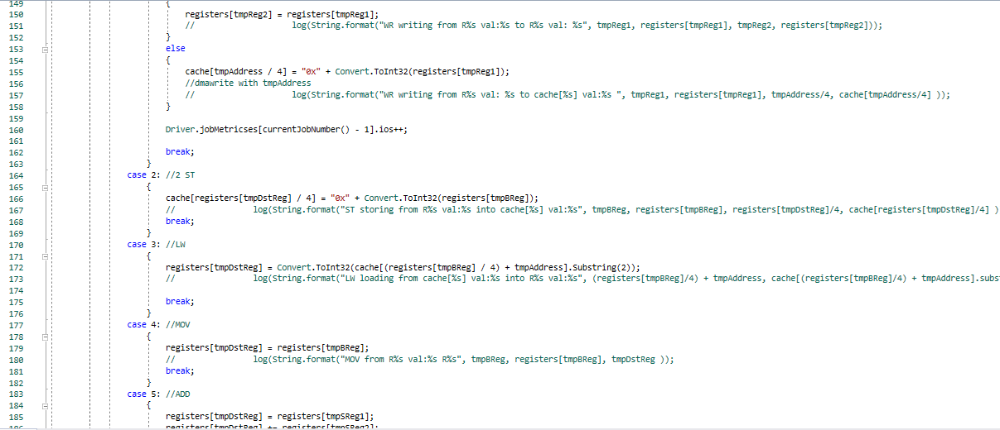 149 {
150 registers[tmpReg2] = registers[tmpReg1];
151 // log(String.format("WR writing from R%s val:%s to R%s val: %s", tmpReg1, registers[tmpReg1], tmpReg2, registers[tmpReg2]));
152 }
153 else
154 {
155 cache[tmpAddress / 4] = "0x" + Convert.ToInt32(registers[tmpReg1]);
156 //dmawrite with tmpAddress
157 // log(String.format("WR writing from R%s val: %s to cache[%s] val:%s ", tmpReg1, registers[tmpReg1], tmpAddress/4, cache[tmpAddress/4] ));
158 }
159
160 Driver.jobMetricses[currentJobNumber() - 1].ios++;
161
162 break;
163 }
164 case 2: //2 ST
165 {
166 cache[registers[tmpDstReg] / 4] = "0x" + Convert.ToInt32(registers[tmpBReg]);
167 // log(String.format("ST storing from R%s val:%s into cache[%s] val:%s", tmpBReg, registers[tmpBReg], registers[tmpDstReg]/4, cache[registers[tmpDstReg]/4] )
168 break;
169 }
170 case 3: //LW
171 {
172 registers[tmpDstReg] = Convert.ToInt32(cache[(registers[tmpBReg] / 4) + tmpAddress].Substring(2));
173 // log(String.format("LW loading from cache[%s] val:%s into R%s val:%s", (registers[tmpBReg]/4) + tmpAddress, cache[(registers[tmpBReg]/4) + tmpAddress].subs
174
175 break;
176 }
177 case 4: //MOV
178 {
179 registers[tmpDstReg] = registers[tmpBReg];
180 // log(String.format("MOV from R%s val:%s R%s", tmpBReg, registers[tmpBReg], tmpDstReg ));
181 break;
182 }
183 case 5: //ADD
184 {
185 registers[tmpDstReg] = registers[tmpSReg1];
186 registers[tmpDstReg] += registers[tmpSReg2];